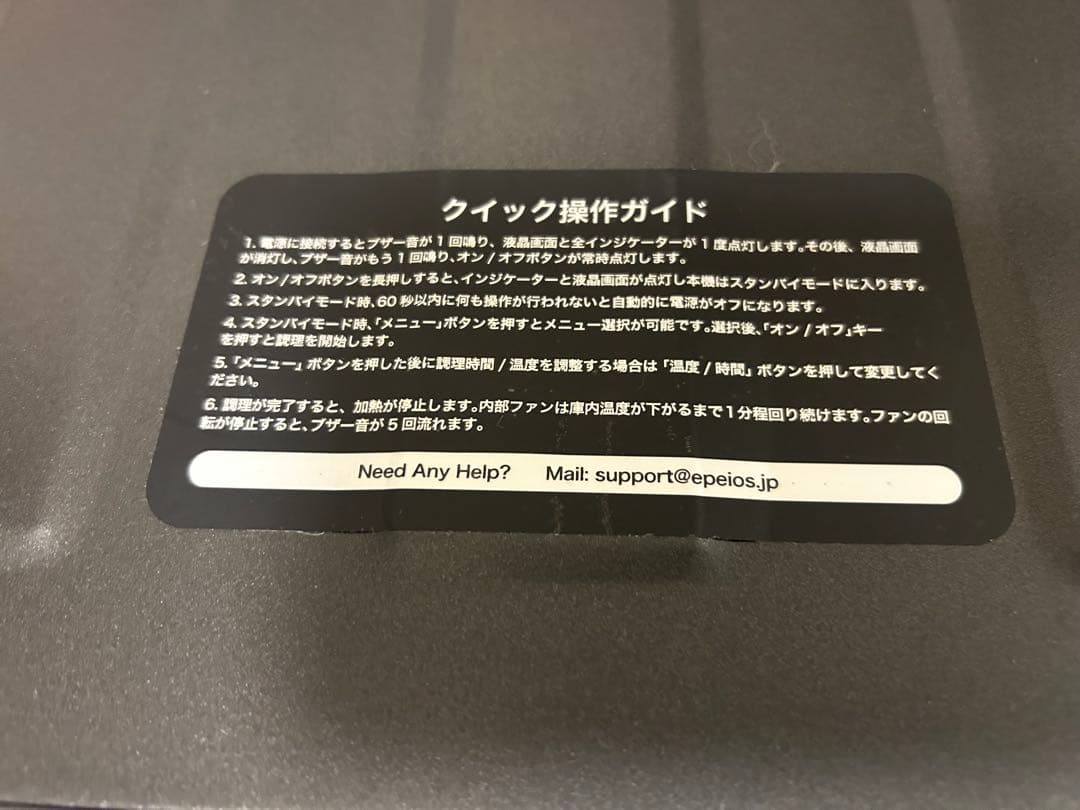 クイック操作ガイド
1. 電源に接続するとブザー音が1回鳴り、液晶画面と全インジケーターが1度点灯します。その後、液晶画面
が消灯し、ブザー音がもう1回鳴り、オン/オフボタンが常時点灯します。
2. オン/オフボタンを長押しすると、インジケーターと液晶画面が点灯し本機はスタンバイモードに入ります。
3. スタンバイモード時、60秒以内に何も操作が行われないと自動的に電源がオフになります。
4. スタンバイモード時、「メニュー」ボタンを押すとメニュー選択が可能です。選択後、「オン/オフ」キー
を押すと調理を開始します。
5. 「メニュー」ボタンを押した後に調理時間/温度を調整する場合は「温度/時間」ボタンを押して変更してく
ださい。
6. 調理が完了すると、加熱が停止します。内部ファンは庫内温度が下がるまで1分程回り続けます。ファンの回
転が停止すると、ブザー音が5回流れます。
Need Any Help? Mail: support@epeios.jp